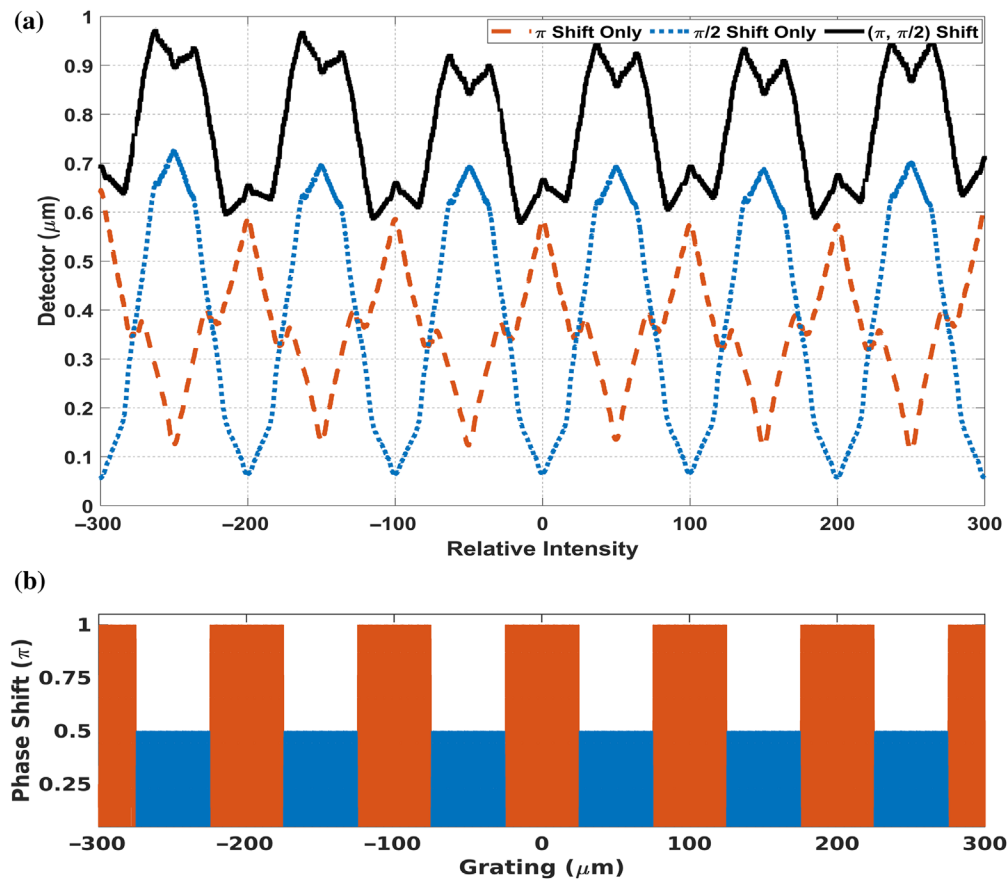 (a)
π Shift Only π/2 Shift Only (π, π/2) Shift
1
0.9
0.8
0.7
0.6
0.5
0.4
0.3
0.2
0.1
0
Detector (μm)
−300 −200 −100 0 100 200 300
Relative Intensity
(b)
1
0.75
0.5
0.25
Phase Shift (π)
−300 −200 −100 0 100 200 300
Grating (μm)